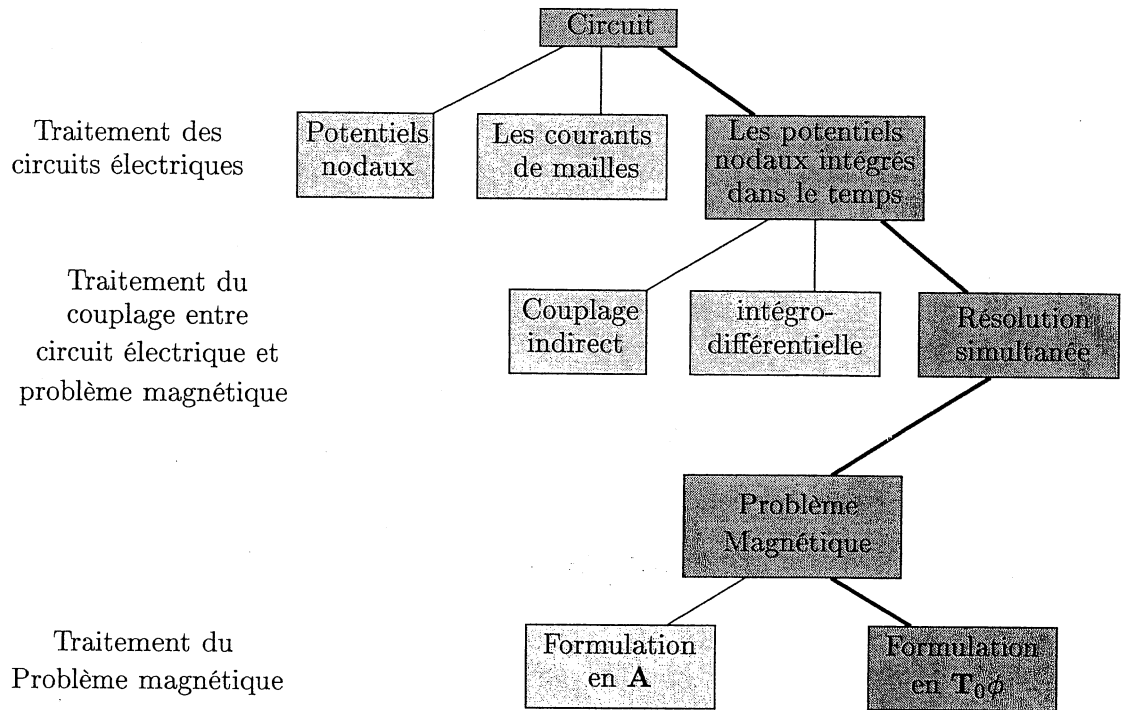 Circuit
Traitement des
circuits électriques
Potentiels
nodaux
Les courants
de mailles
Les potentiels
nodaux intégrés
dans le temps
Traitement du
couplage entre
circuit électrique et
problème magnétique
Couplage
indirect
intégro-
différentielle
Résolution
simultanée
Problème
Magnétique
Traitement du
Problème magnétique
Formulation
en A
Formulation
en T₀ϕ